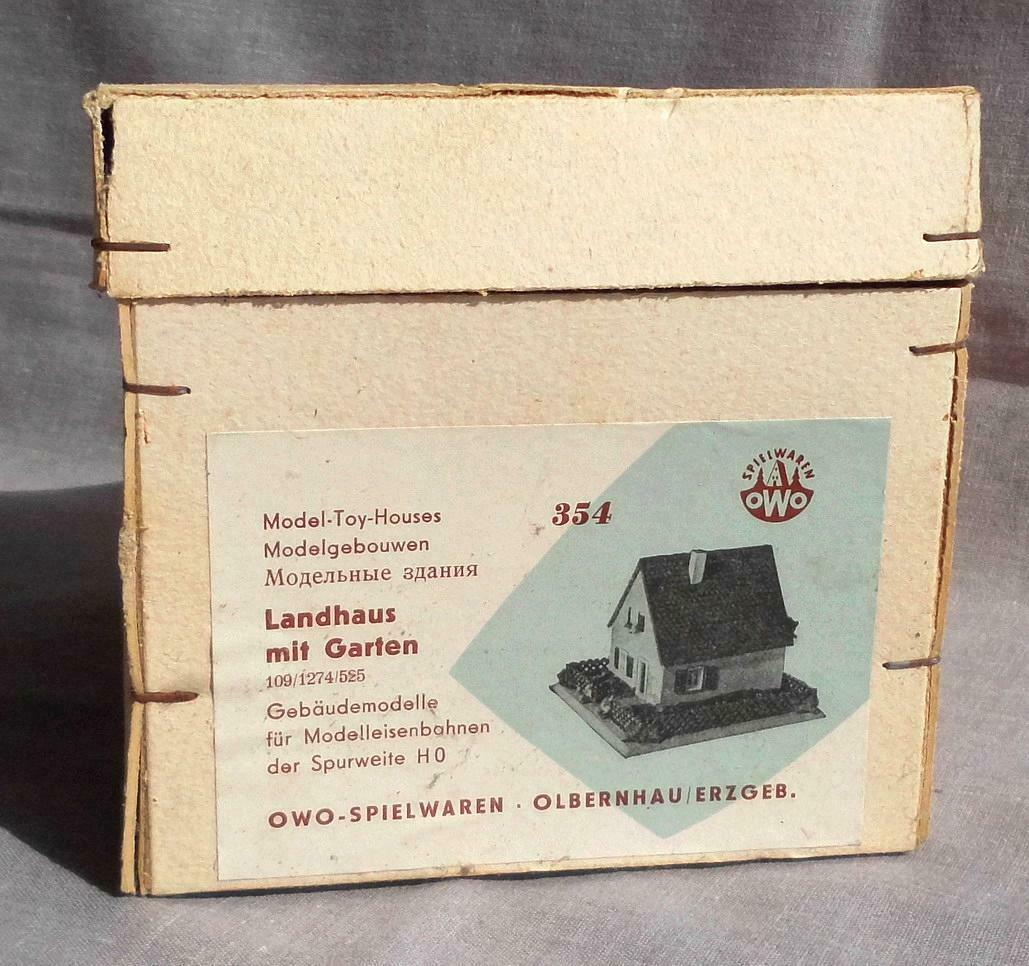 SPIELWAREN
OWO
354
Model-Toy-Houses
Modelgebouwen
Модельные здания
Landhaus
mit Garten
109/1274/525
Gebäudemodelle
für Modelleisenbahnen
der Spurweite H0
OWO-SPIELWAREN · OLBERNHAU/ERZGEB.